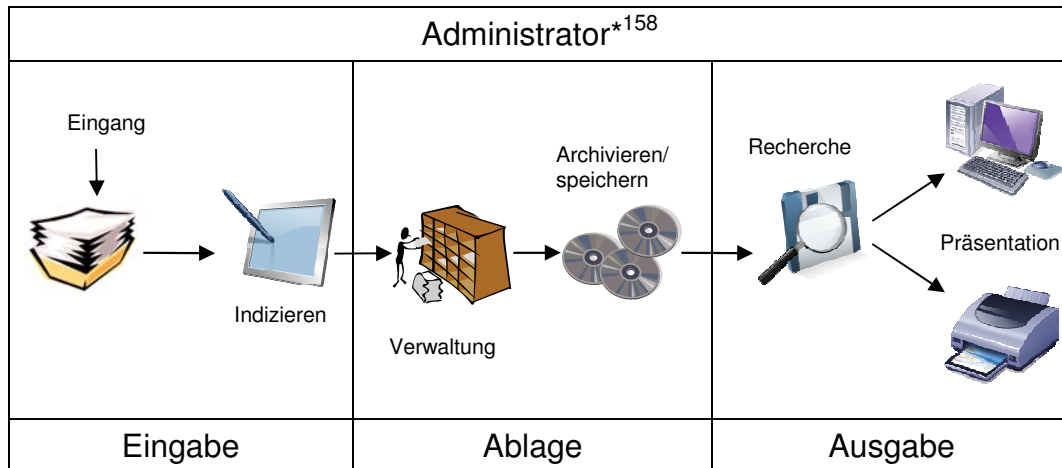 Administrator*158
Eingang
Indizieren
Verwaltung
Archivieren/
speichern
Recherche
Präsentation
Eingabe
Ablage
Ausgabe